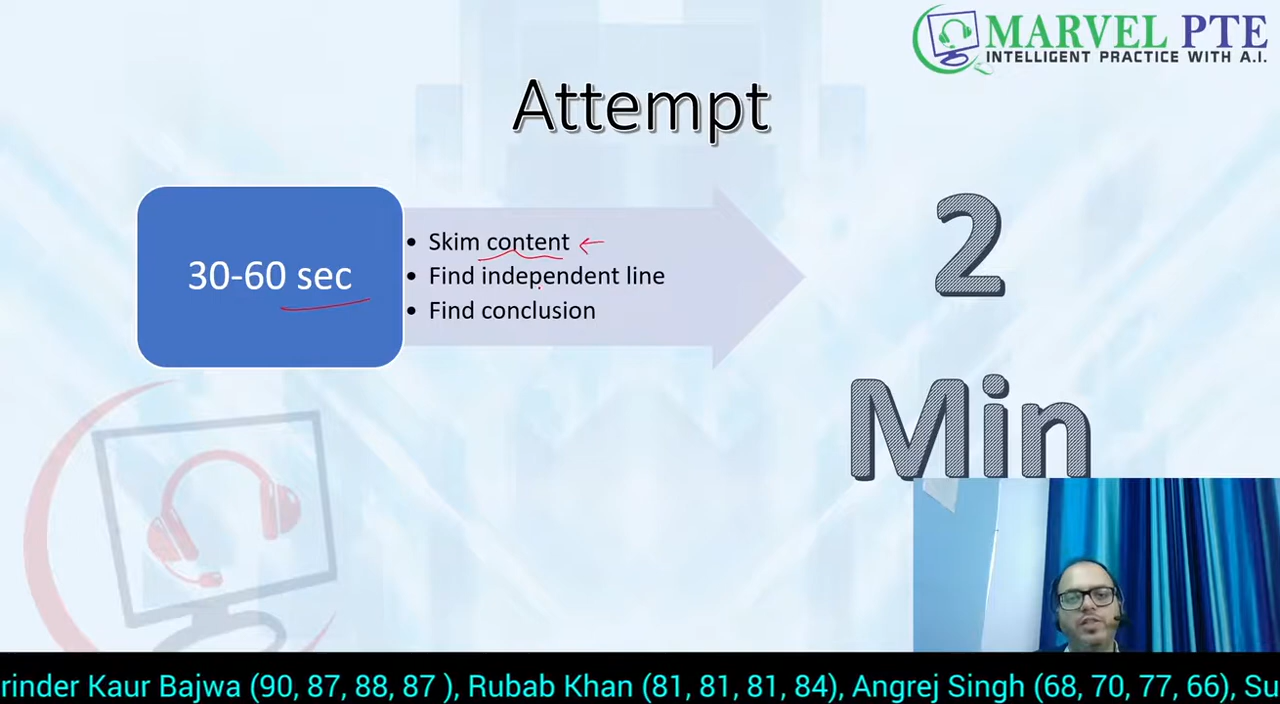 MARVEL PTE
INTELLIGENT PRACTICE WITH A.I.
Attempt
30-60 sec
• Skim content
• Find independent line
• Find conclusion
2
Min
rinder Kaur Bajwa (90, 87, 88, 87 ), Rubab Khan (81, 81, 81, 84), Angrej Singh (68, 70, 77, 66), Su